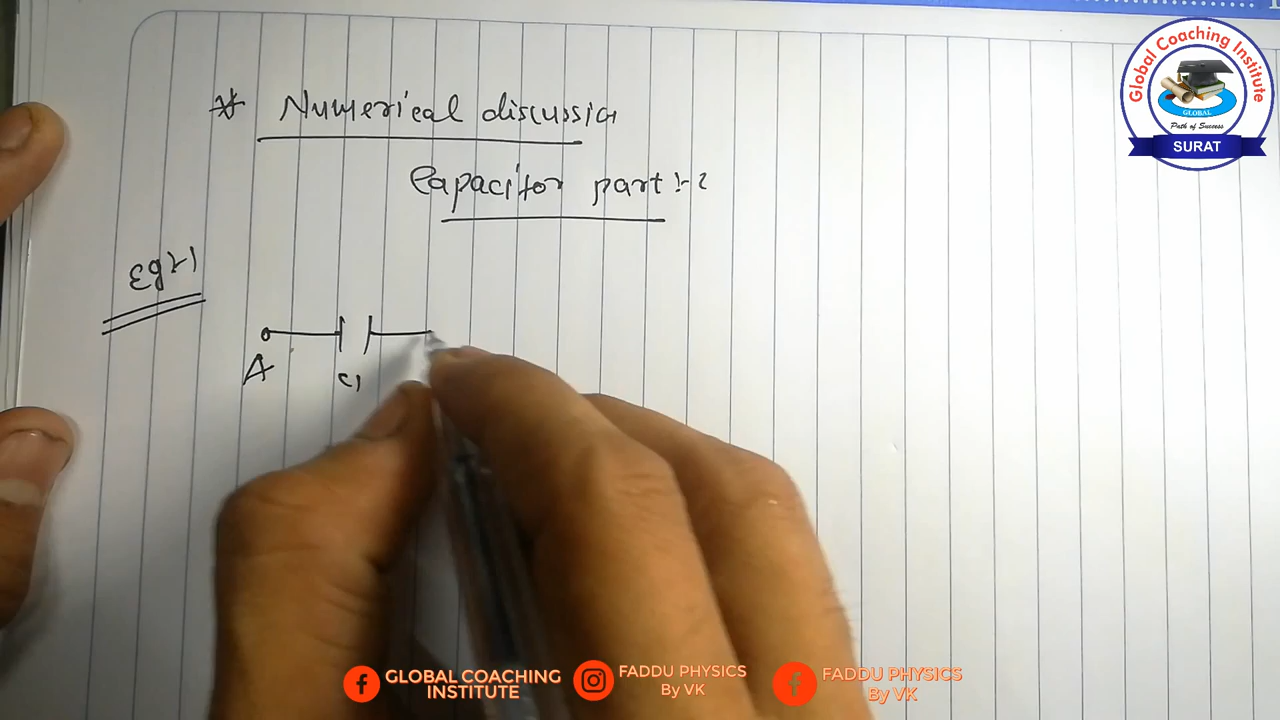 * Numerical discussion
Capacitor part :- 2
Eg :- 1
A
C1
Global Coaching Institute
GLOBAL
Path of Success
SURAT
GLOBAL COACHING
INSTITUTE
FADDU PHYSICS
By VK
FADDU PHYSICS
By VK